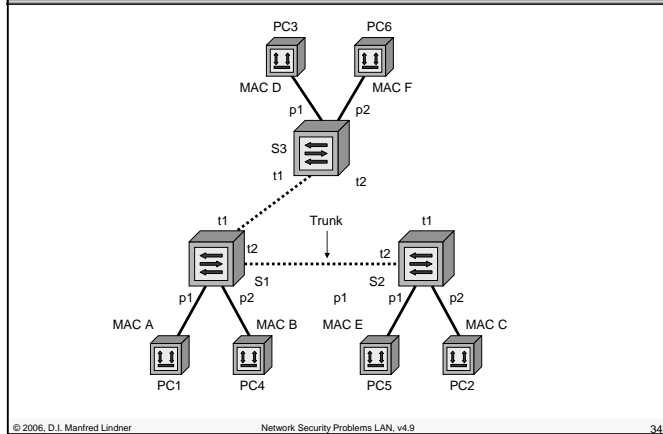 PC3 PC6
MAC D MAC F
p1 p2
S3
t1 t2
Trunk
t1 t1
t2 t2
S1 S2
p1 p2 p1 p1 p2
MAC A MAC B MAC E MAC C
PC1 PC4 PC5 PC2
© 2006, D.I. Manfred Lindner Network Security Problems LAN, v4.9 34